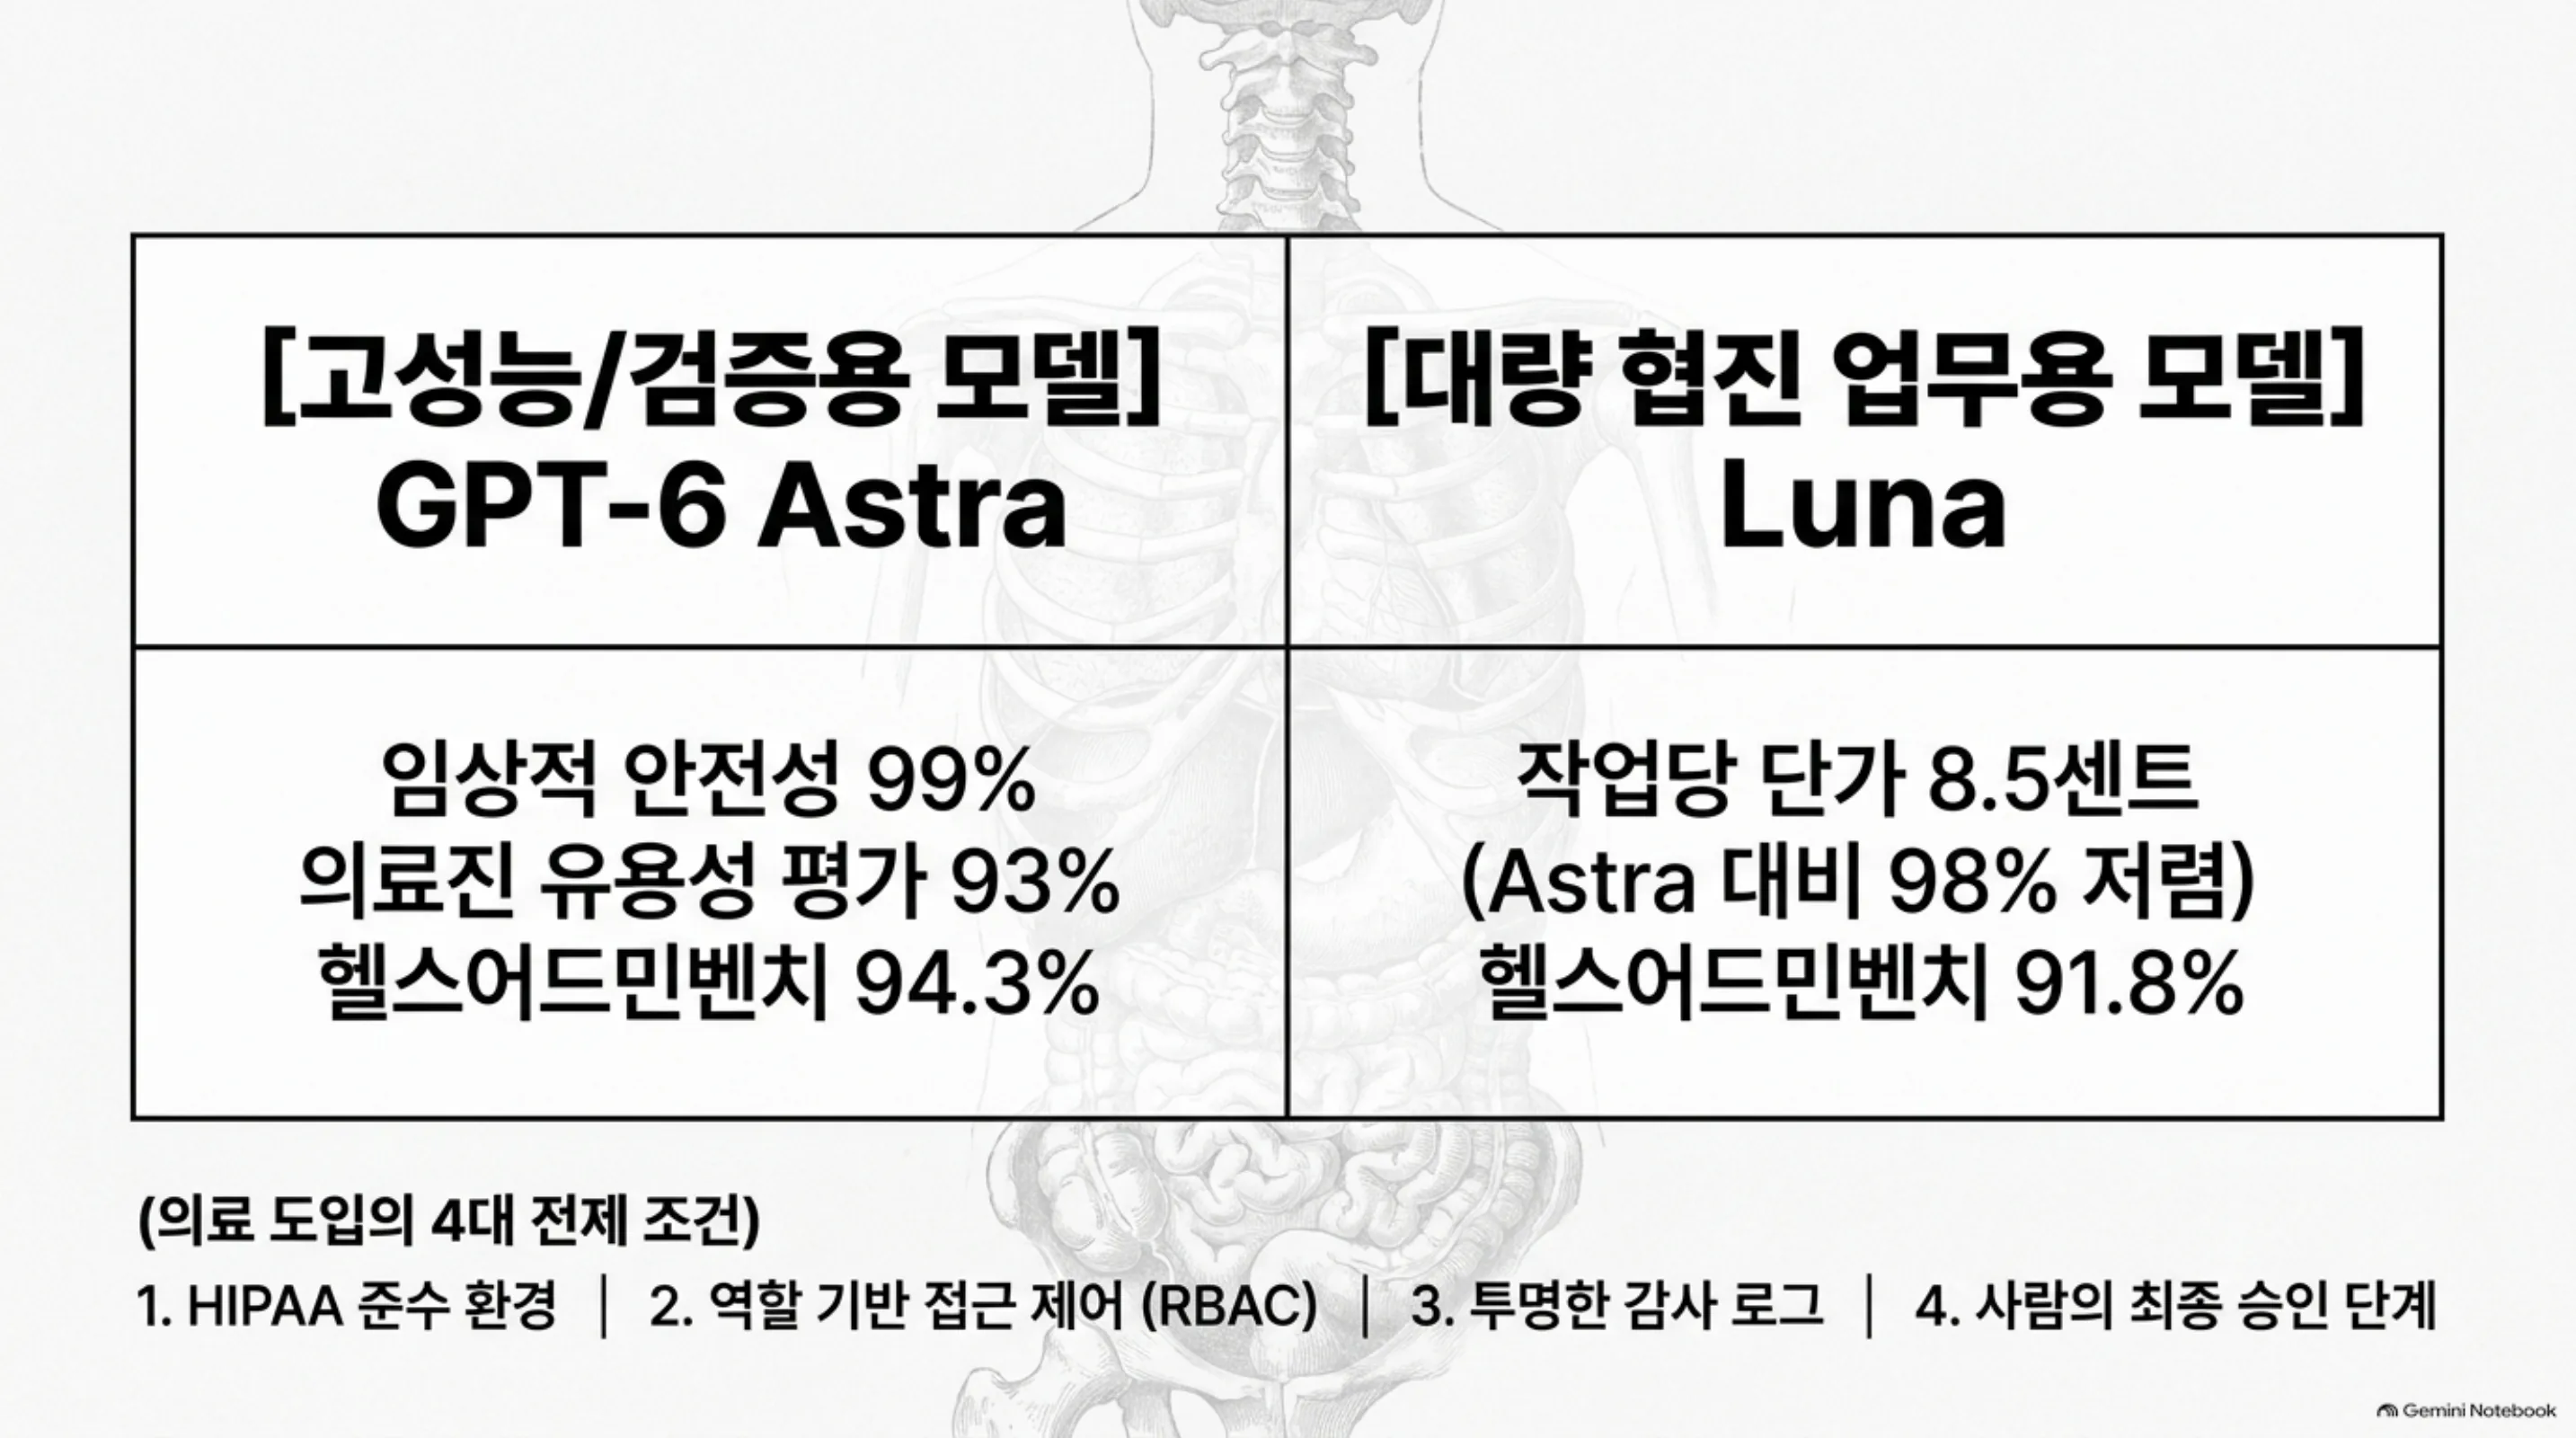 [고성능/검증용 모델]
GPT-6 Astra
[대량 협진 업무용 모델]
Luna
임상적 안전성 99%
의료진 유용성 평가 93%
헬스어드민벤치 94.3%
작업당 단가 8.5센트
(Astra 대비 98% 저렴)
헬스어드민벤치 91.8%
(의료 도입의 4대 전제 조건)
1. HIPAA 준수 환경 | 2. 역할 기반 접근 제어 (RBAC) | 3. 투명한 감사 로그 | 4. 사람의 최종 승인 단계
Gemini Notebook